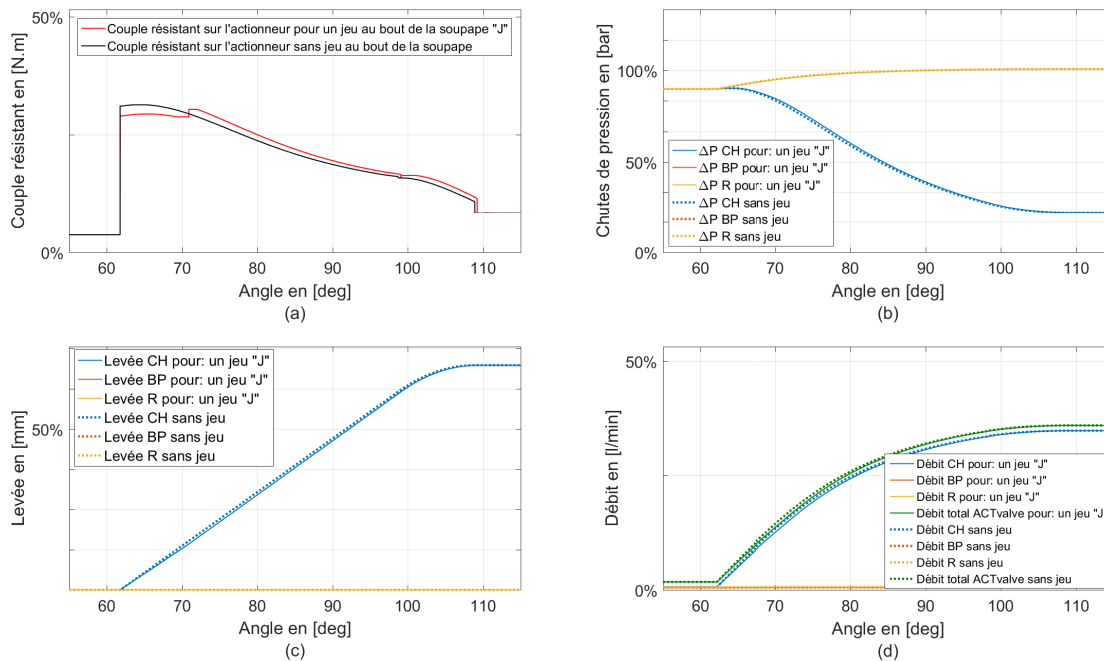 50%
0%
Couple résistant en [N.m]
Couple résistant sur l'actionneur pour un jeu au bout de la soupape "J"
Couple résistant sur l'actionneur sans jeu au bout de la soupape
60 70 80 90 100 110
Angle en [deg]
(a)
100%
50%
0%
Chutes de pression en [bar]
ΔP CH pour: un jeu "J"
ΔP BP pour: un jeu "J"
ΔP R pour: un jeu "J"
ΔP CH sans jeu
ΔP BP sans jeu
ΔP R sans jeu
60 70 80 90 100 110
Angle en [deg]
(b)
50%
Levée en [mm]
Levée CH pour: un jeu "J"
Levée BP pour: un jeu "J"
Levée R pour: un jeu "J"
Levée CH sans jeu
Levée BP sans jeu
Levée R sans jeu
60 70 80 90 100 110
Angle en [deg]
(c)
50%
0%
Débit en [l/min]
Débit CH pour: un jeu "J"
Débit BP pour: un jeu "J"
Débit R pour: un jeu "J"
Débit total ACTvalve pour: un jeu "J
Débit CH sans jeu
Débit BP sans jeu
Débit R sans jeu
Débit total ACTvalve sans jeu
60 70 80 90 100 110
Angle en [deg]
(d)